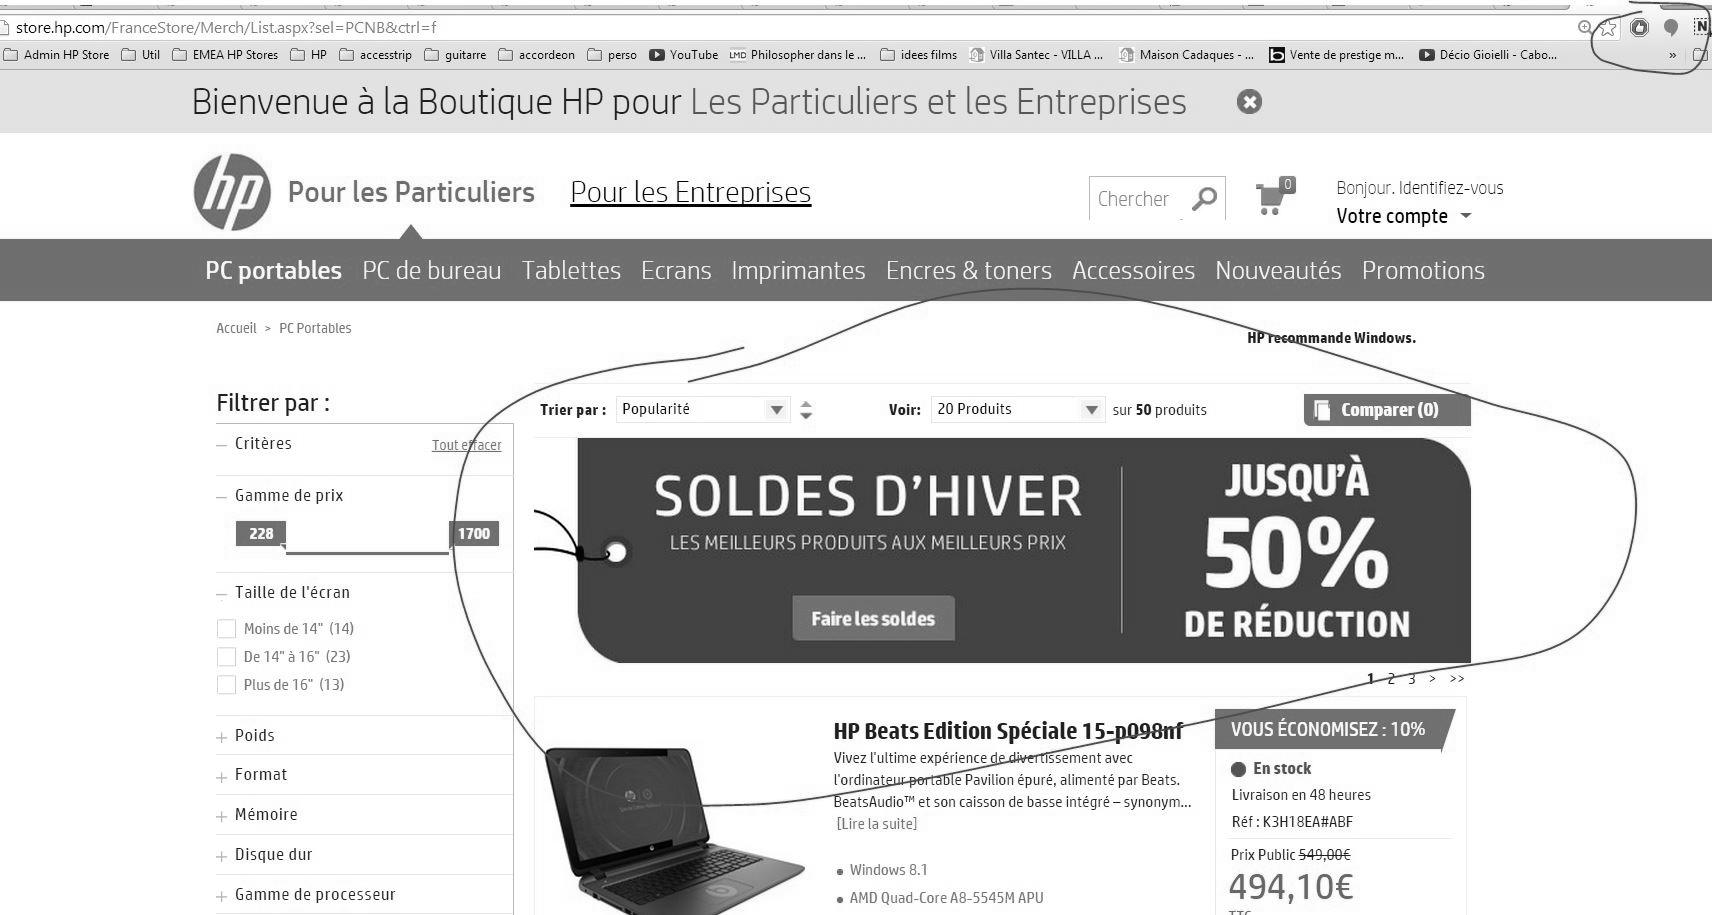 store.hp.com/FranceStore/Merch/List.aspx?sel=PCNB&ctrl=f
Admin HP Store Util EMEA HP Stores HP accesstrip guitarre accordeon perso YouTube LMD Philosopher dans le ... idees films Villa Santec - VILLA ... Maison Cadaques - ... b Vente de prestige m... Décio Gioielli - Cabo... »
N
Bienvenue à la Boutique HP pour Les Particuliers et les Entreprises
hp Pour les Particuliers Pour les Entreprises
Chercher
0
Bonjour. Identifiez-vous
Votre compte
PC portables PC de bureau Tablettes Ecrans Imprimantes Encres & toners Accessoires Nouveautés Promotions
Accueil > PC Portables
HP recommande Windows.
Filtrer par :
Critères Tout effacer
Gamme de prix
228 1700
Taille de l'écran
Moins de 14" (14)
De 14" à 16" (23)
Plus de 16" (13)
Poids
Format
Mémoire
Disque dur
Gamme de processeur
Trier par : Popularité
Voir: 20 Produits sur 50 produits
Comparer (0)
SOLDES D'HIVER
LES MEILLEURS PRODUITS AUX MEILLEURS PRIX
Faire les soldes
JUSQU'À
50%
DE RÉDUCTION
1 2 3 > >>
HP Beats Edition Spéciale 15-p098nf
Vivez l'ultime expérience de divertissement avec
l'ordinateur portable Pavilion épuré, alimenté par Beats.
BeatsAudio™ et son caisson de basse intégré – synonym...
[Lire la suite]
Windows 8.1
AMD Quad-Core A8-5545M APU
VOUS ÉCONOMISEZ : 10%
En stock
Livraison en 48 heures
Réf : K3H18EA#ABF
Prix Public 549,00€
494,10€
TTC